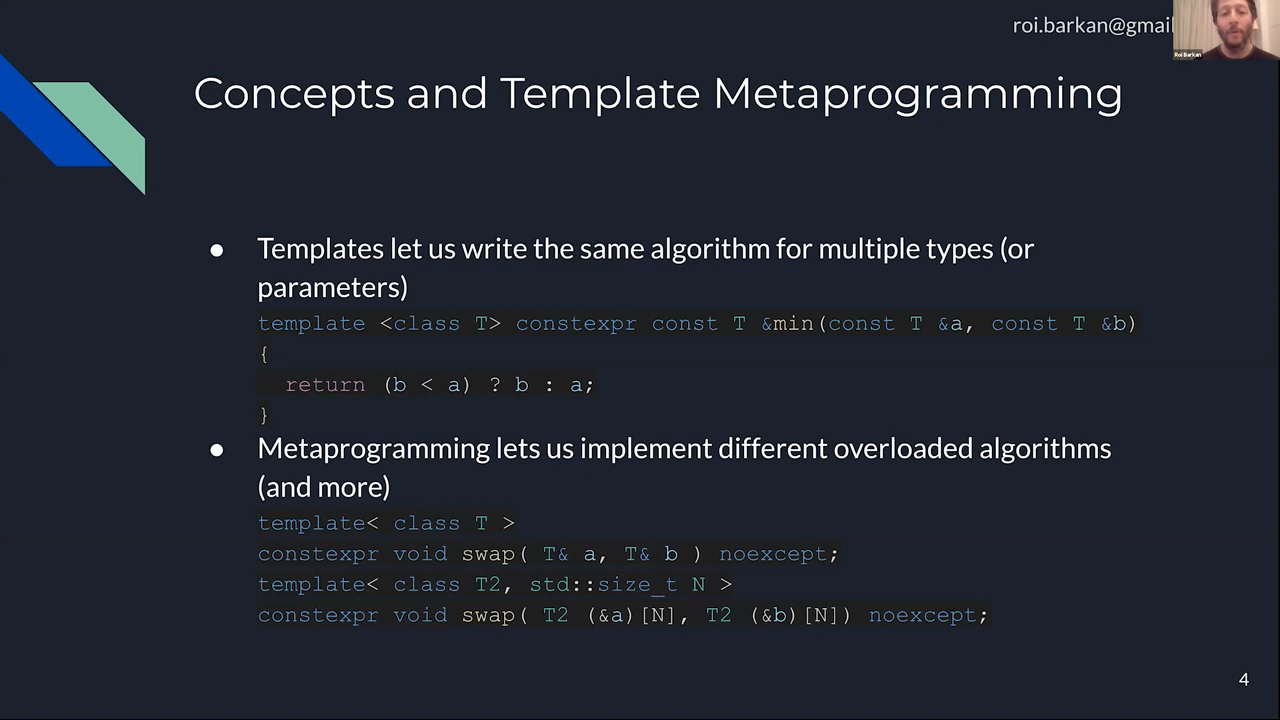 roi.barkan@gmail
Roi Barkan
Concepts and Template Metaprogramming
● Templates let us write the same algorithm for multiple types (or
parameters)
template <class T> constexpr const T &min(const T &a, const T &b)
{
return (b < a) ? b : a;
}
● Metaprogramming lets us implement different overloaded algorithms
(and more)
template< class T >
constexpr void swap( T& a, T& b ) noexcept;
template< class T2, std::size_t N >
constexpr void swap( T2 (&a)[N], T2 (&b)[N]) noexcept;
4